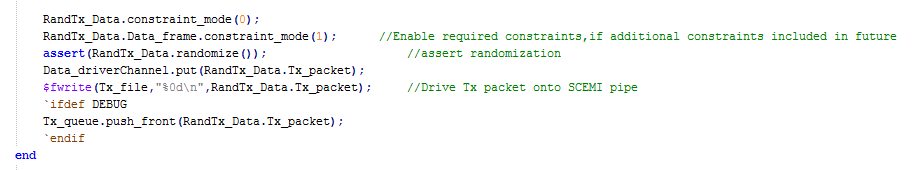 RandTx_Data.constraint_mode(0);
RandTx_Data.Data_frame.constraint_mode(1); //Enable required constraints,if additional constraints included in future
assert(RandTx_Data.randomize()); //assert randomization
Data_driverChannel.put(RandTx_Data.Tx_packet);
$fwrite(Tx_file,"%0d\n",RandTx_Data.Tx_packet); //Drive Tx packet onto SCEMI pipe
`ifdef DEBUG
Tx_queue.push_front(RandTx_Data.Tx_packet);
`endif
end